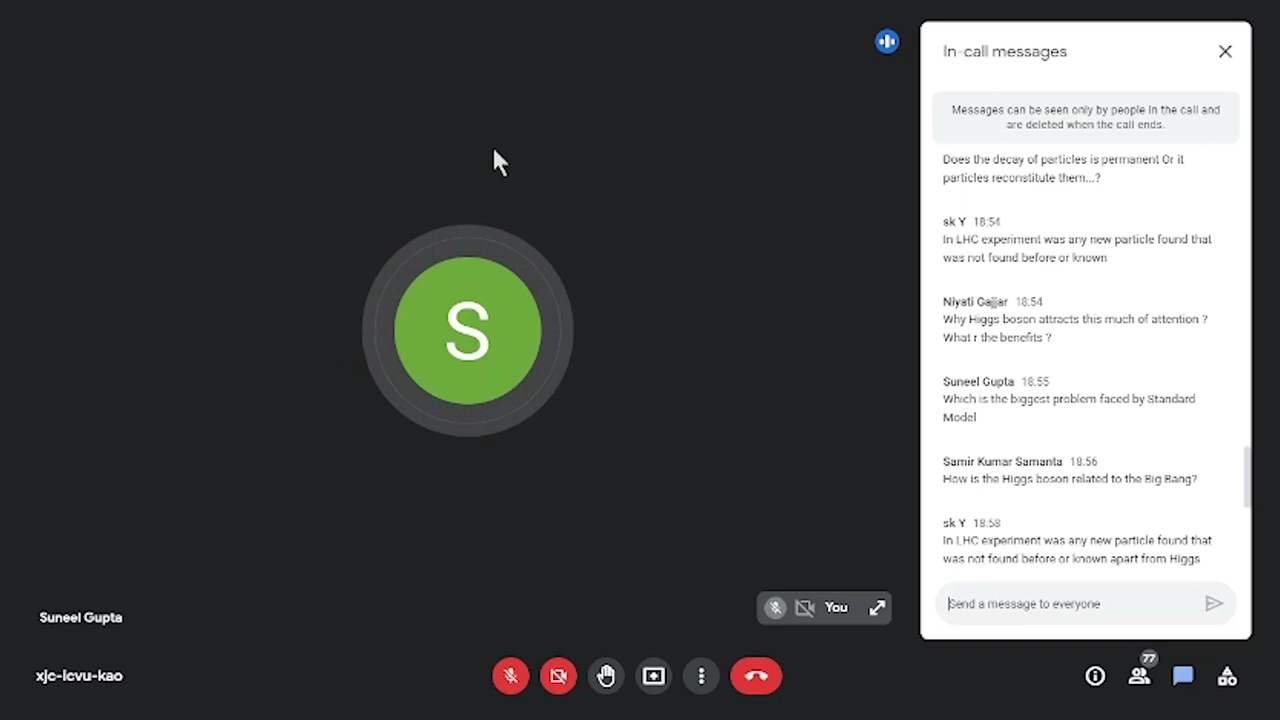 In-call messages
Messages can be seen only by people in the call and
are deleted when the call ends.
Does the decay of particles is permanent Or it
particles reconstitute them...?
sk Y 18:54
In LHC experiment was any new particle found that
was not found before or known
Niyati Gajjar 18:54
Why Higgs boson attracts this much of attention ?
What r the benefits ?
Suneel Gupta 18:55
Which is the biggest problem faced by Standard
Model
Samir Kumar Samanta 18:56
How is the Higgs boson related to the Big Bang?
sk Y 18:58
In LHC experiment was any new particle found that
was not found before or known apart from Higgs
Send a message to everyone
S
Suneel Gupta
You
xjc-lcvu-kao
77